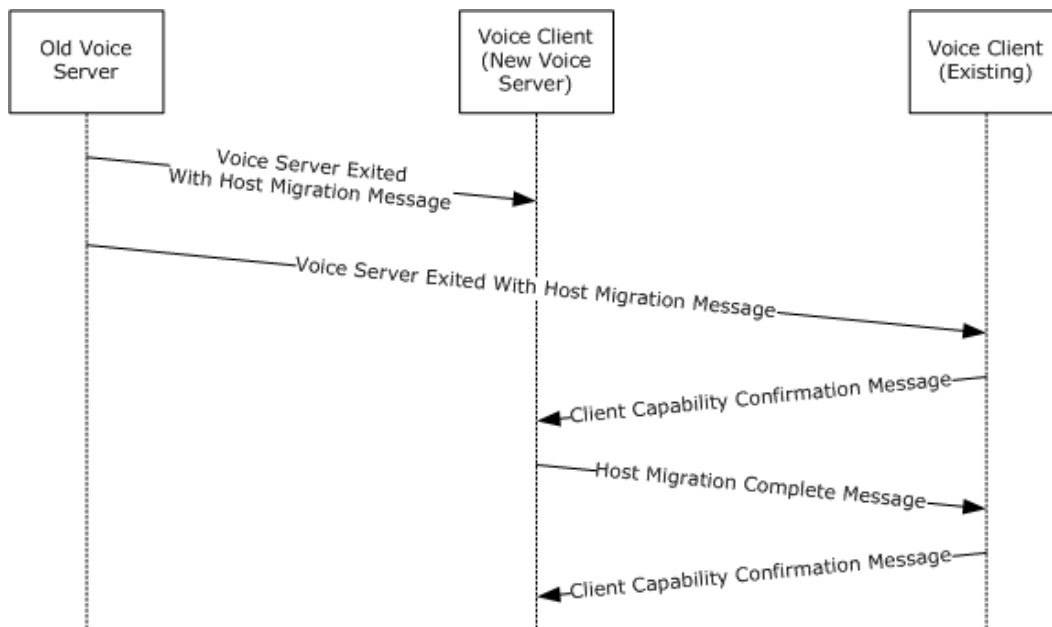 Old Voice
Server
Voice Client
(New Voice
Server)
Voice Client
(Existing)
Voice Server Exited
With Host Migration Message
Voice Server Exited With Host Migration Message
Client Capability Confirmation Message
Host Migration Complete Message
Client Capability Confirmation Message